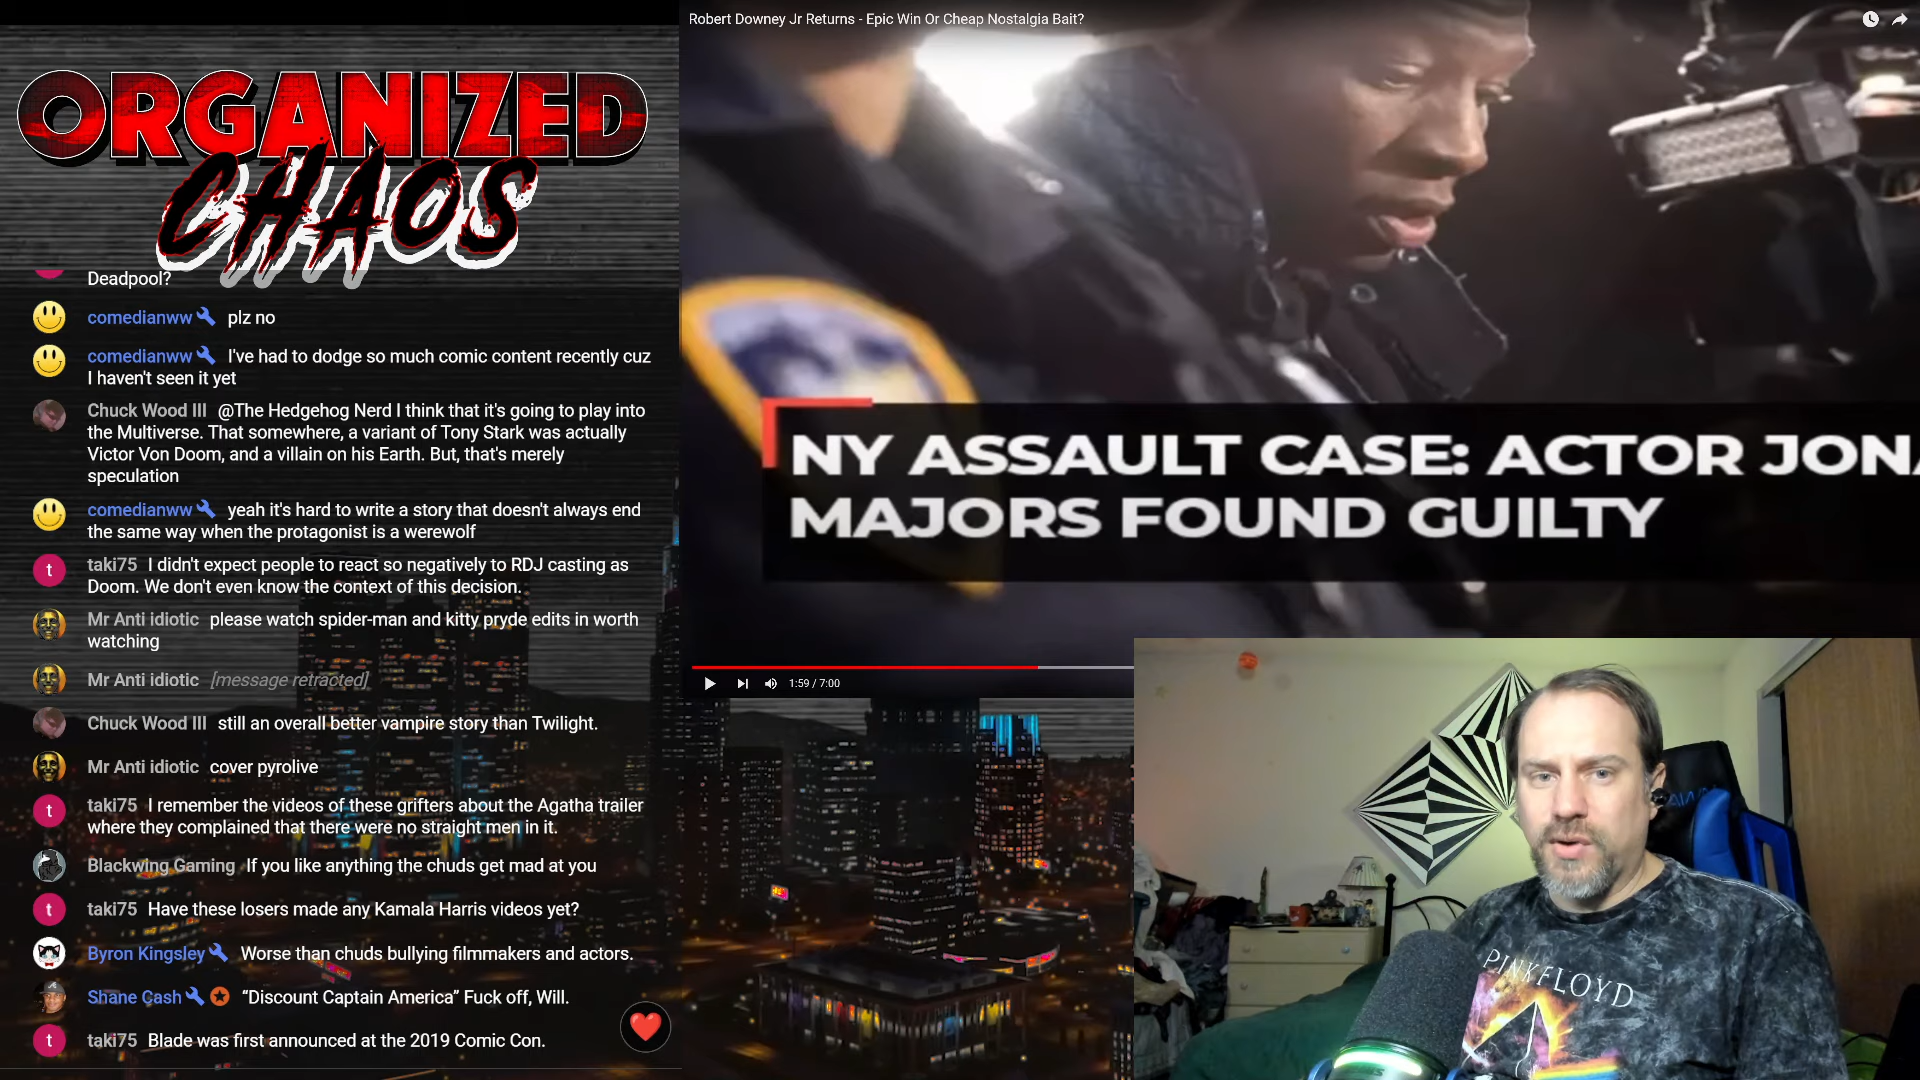 ORGANIZED
CHAOS
Deadpool?
comedianww plz no
comedianww I've had to dodge so much comic content recently cuz
I haven't seen it yet
Chuck Wood III @The Hedgehog Nerd I think that it's going to play into
the Multiverse. That somewhere, a variant of Tony Stark was actually
Victor Von Doom, and a villain on his Earth. But, that's merely
speculation
comedianww yeah it's hard to write a story that doesn't always end
the same way when the protagonist is a werewolf
t taki75 I didn't expect people to react so negatively to RDJ casting as
Doom. We don't even know the context of this decision.
Mr Anti idiotic please watch spider-man and kitty pryde edits in worth
watching
Mr Anti idiotic [message retracted]
Chuck Wood III still an overall better vampire story than Twilight.
Mr Anti idiotic cover pyrolive
t taki75 I remember the videos of these grifters about the Agatha trailer
where they complained that there were no straight men in it.
Blackwing Gaming If you like anything the chuds get mad at you
t taki75 Have these losers made any Kamala Harris videos yet?
Byron Kingsley Worse than chuds bullying filmmakers and actors.
Shane Cash “Discount Captain America” Fuck off, Will.
t taki75 Blade was first announced at the 2019 Comic Con.
Robert Downey Jr Returns - Epic Win Or Cheap Nostalgia Bait?
NY ASSAULT CASE: ACTOR JONA
MAJORS FOUND GUILTY
1:59 / 7:00
PINK FLOYD